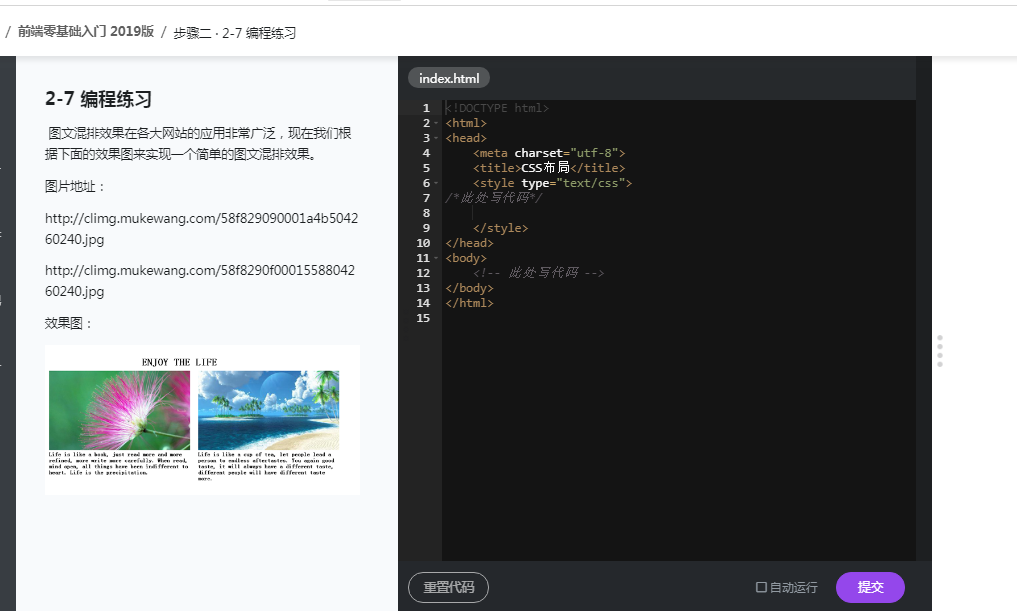 / 前端零基础入门 2019版 / 步骤二 · 2-7 编程练习
2-7 编程练习
图文混排效果在各大网站的应用非常广泛，现在我们根
据下面的效果图来实现一个简单的图文混排效果。
图片地址：
http://climg.mukewang.com/58f829090001a4b5042
60240.jpg
http://climg.mukewang.com/58f8290f00015588042
60240.jpg
效果图：
ENJOY THE LIFE
Life is like a book, just read more and more
refined, more write more carefully. When read,
mind open, all things have been indifferent to
heart. Life is the precipitation.
Life is like a cup of tea, let people lead a
person to endless aftertastes. You again good
taste, it will always have a different taste,
different people will have different taste
more.
index.html
1 <!DOCTYPE html>
2 <html>
3 <head>
4 <meta charset="utf-8">
5 <title>CSS布局</title>
6 <style type="text/css">
7 /*此处写代码*/
8
9 </style>
10 </head>
11 <body>
12 <!-- 此处写代码 -->
13 </body>
14 </html>
15
重置代码
自动运行
提交